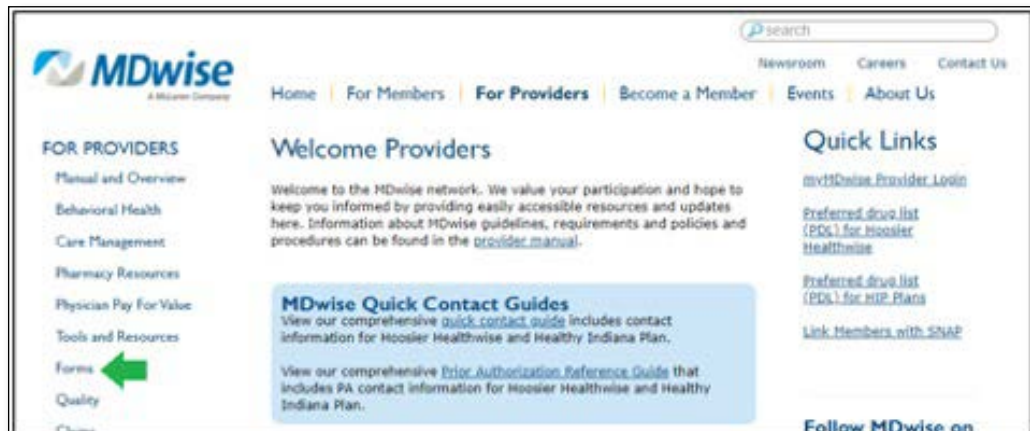 search
Newsroom Careers Contact Us
MDwise
A McLaren Company
Home For Members For Providers Become a Member Events About Us
FOR PROVIDERS
Manual and Overview
Behavioral Health
Care Management
Pharmacy Resources
Physician Pay For Value
Tools and Resources
Forms
Quality
Claims
Welcome Providers
Welcome to the MDwise network. We value your participation and hope to
keep you informed by providing easily accessible resources and updates
here. Information about MDwise guidelines, requirements and policies and
procedures can be found in the provider manual.
MDwise Quick Contact Guides
View our comprehensive quick contact guide includes contact
information for Hoosier Healthwise and Healthy Indiana Plan.
View our comprehensive Prior Authorization Reference Guide that
includes PA contact information for Hoosier Healthwise and Healthy
Indiana Plan.
Quick Links
myMDwise Provider Login
Preferred drug list
(PDL) for Hoosier
Healthwise
Preferred drug list
(PDL) for HIP Plans
Link Members with SNAP
Follow MDwise on